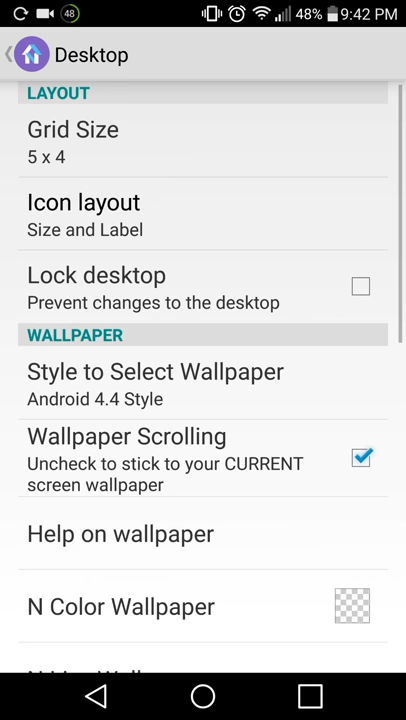 48 48% 9:42 PM
Desktop
LAYOUT
Grid Size
5 x 4
Icon layout
Size and Label
Lock desktop
Prevent changes to the desktop
WALLPAPER
Style to Select Wallpaper
Android 4.4 Style
Wallpaper Scrolling
Uncheck to stick to your CURRENT
screen wallpaper
Help on wallpaper
N Color Wallpaper